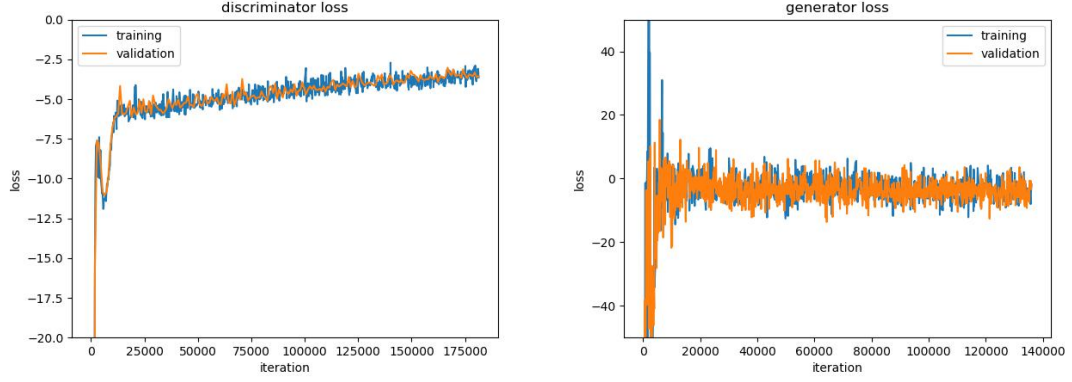 discriminator loss
0.0
−2.5
−5.0
−7.5
−10.0
−12.5
−15.0
−17.5
−20.0
loss
training
validation
0 25000 50000 75000 100000 125000 150000 175000
iteration
generator loss
40
20
0
−20
−40
loss
training
validation
0 20000 40000 60000 80000 100000 120000 140000
iteration